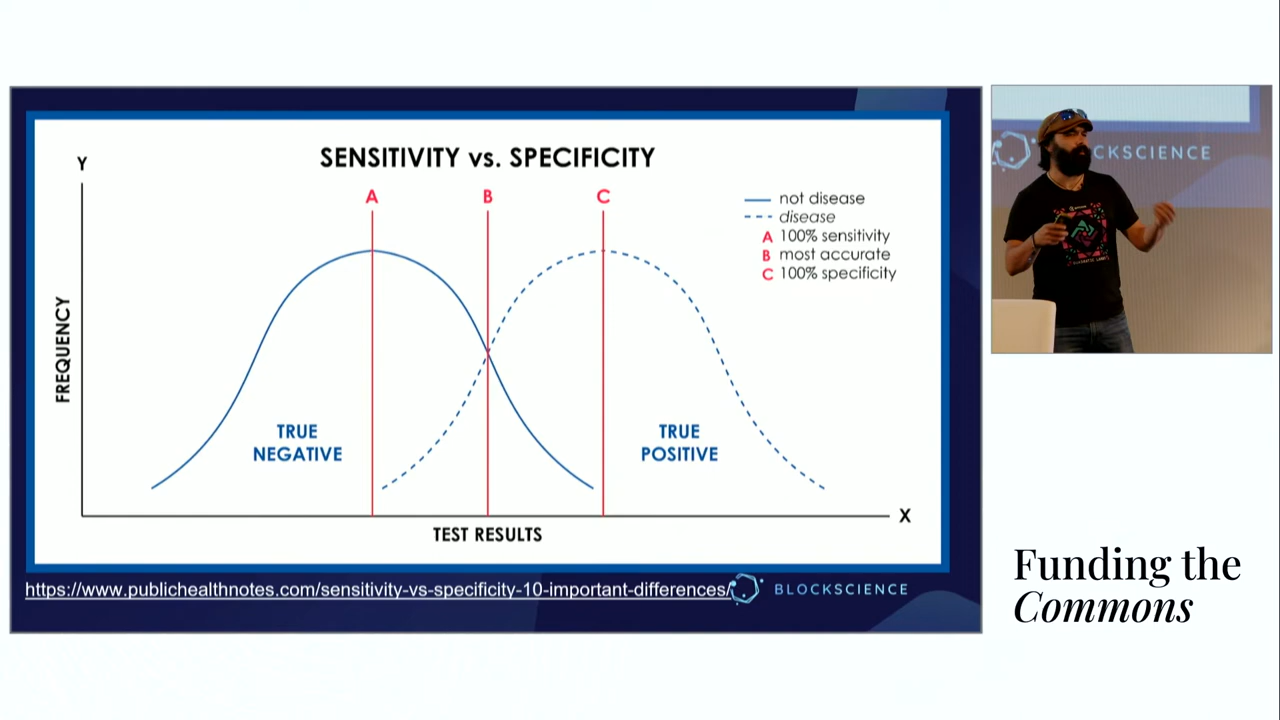 SENSITIVITY vs. SPECIFICITY
Y
A
B
C
not disease
disease
A 100% sensitivity
B most accurate
C 100% specificity
FREQUENCY
TRUE
NEGATIVE
TRUE
POSITIVE
X
TEST RESULTS
https://www.publichealthnotes.com/sensitivity-vs-specificity-10-important-differences/
BLOCKSCIENCE
CKSCIENCE
Funding the
Commons